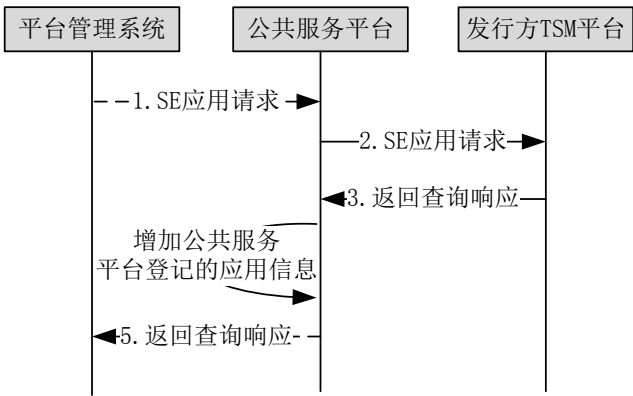 平台管理系统
公共服务平台
发行方TSM平台
1.SE应用请求
2.SE应用请求
3.返回查询响应
增加公共服务
平台登记的应用信息
5.返回查询响应